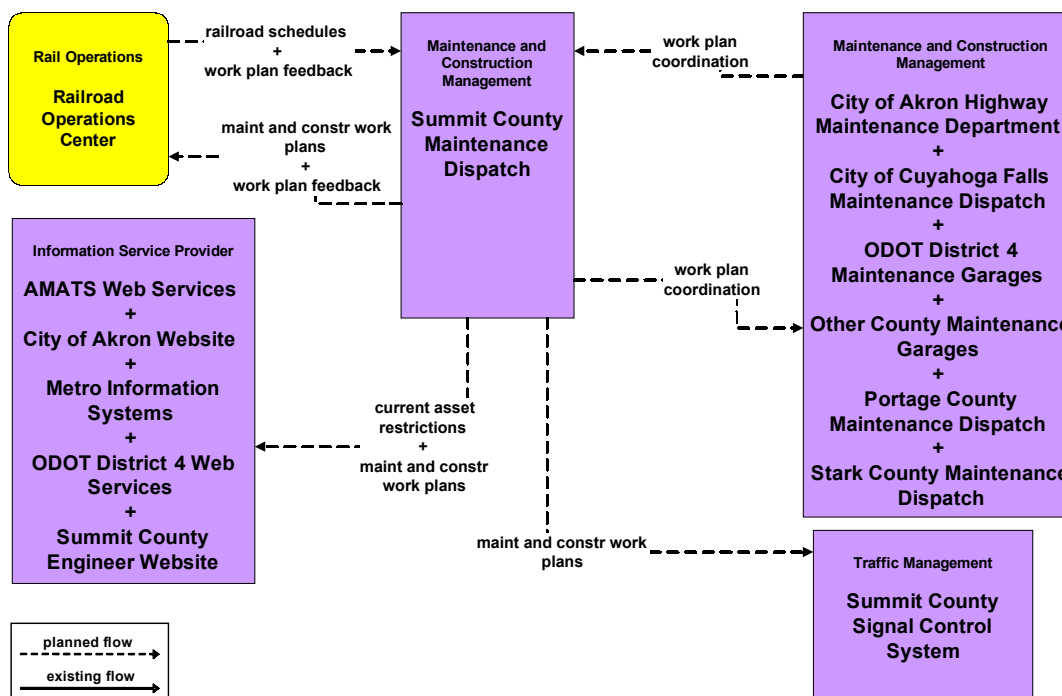 Rail Operations
Railroad
Operations
Center
railroad schedules
+
work plan feedback
maint and constr work
plans
+
work plan feedback
Maintenance and
Construction
Management
Summit County
Maintenance
Dispatch
work plan
coordination
work plan
coordination
Maintenance and Construction
Management
City of Akron Highway
Maintenance Department
+
City of Cuyahoga Falls
Maintenance Dispatch
+
ODOT District 4
Maintenance Garages
+
Other County Maintenance
Garages
+
Portage County
Maintenance Dispatch
+
Stark County Maintenance
Dispatch
Information Service Provider
AMATS Web Services
+
City of Akron Website
+
Metro Information
Systems
+
ODOT District 4 Web
Services
+
Summit County
Engineer Website
current asset
restrictions
+
maint and constr
work plans
maint and constr work
plans
Traffic Management
Summit County
Signal Control
System
planned flow
existing flow